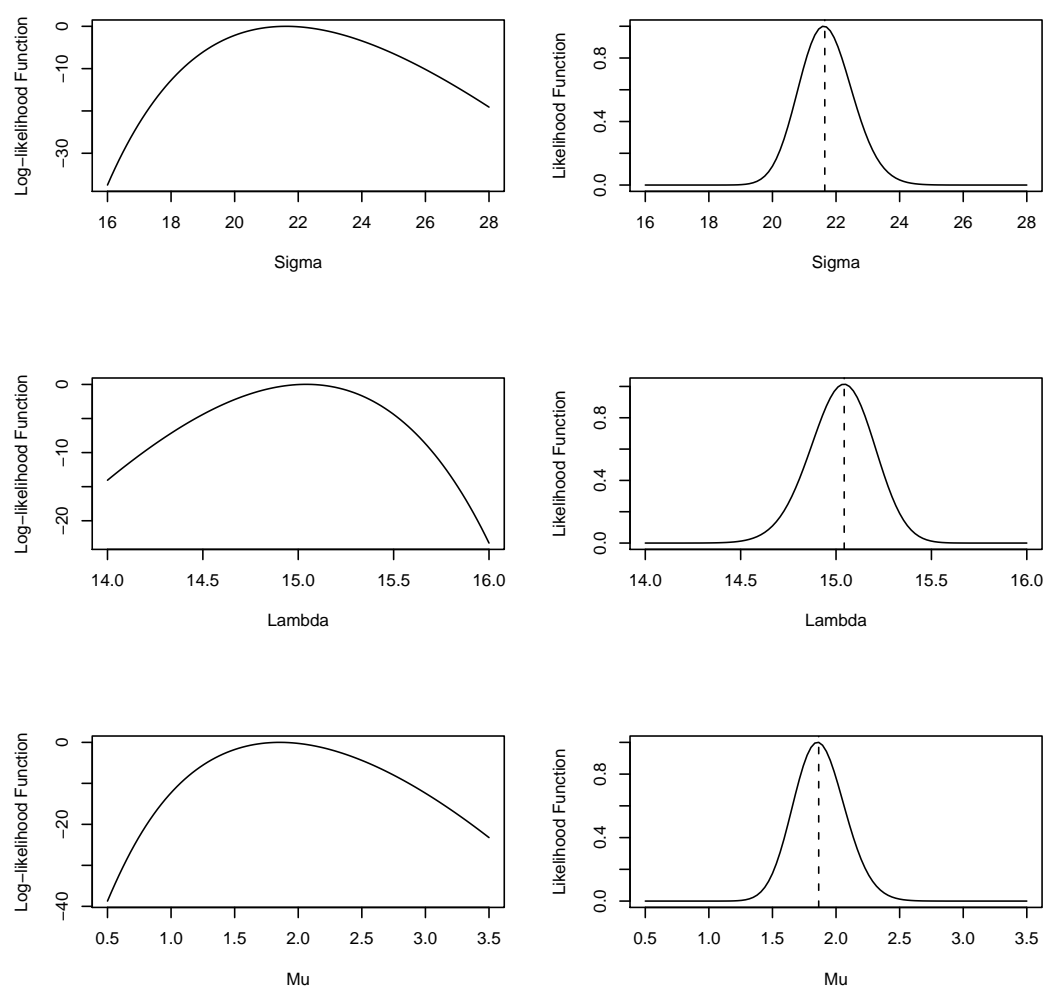 Log−likelihood Function
0
−10
−30
16 18 20 22 24 26 28
Sigma
Likelihood Function
0.8
0.4
0.0
16 18 20 22 24 26 28
Sigma
Log−likelihood Function
0
−10
−20
14.0 14.5 15.0 15.5 16.0
Lambda
Likelihood Function
0.8
0.4
0.0
14.0 14.5 15.0 15.5 16.0
Lambda
Log−likelihood Function
0
−20
−40
0.5 1.0 1.5 2.0 2.5 3.0 3.5
Mu
Likelihood Function
0.8
0.4
0.0
0.5 1.0 1.5 2.0 2.5 3.0 3.5
Mu